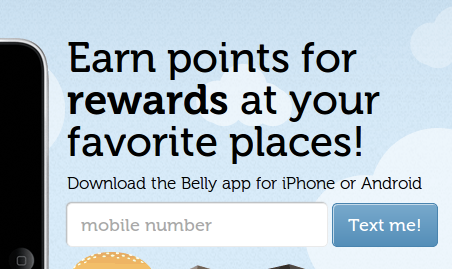 Earn points for
rewards at your
favorite places!
Download the Belly app for iPhone or Android
mobile number
Text me!